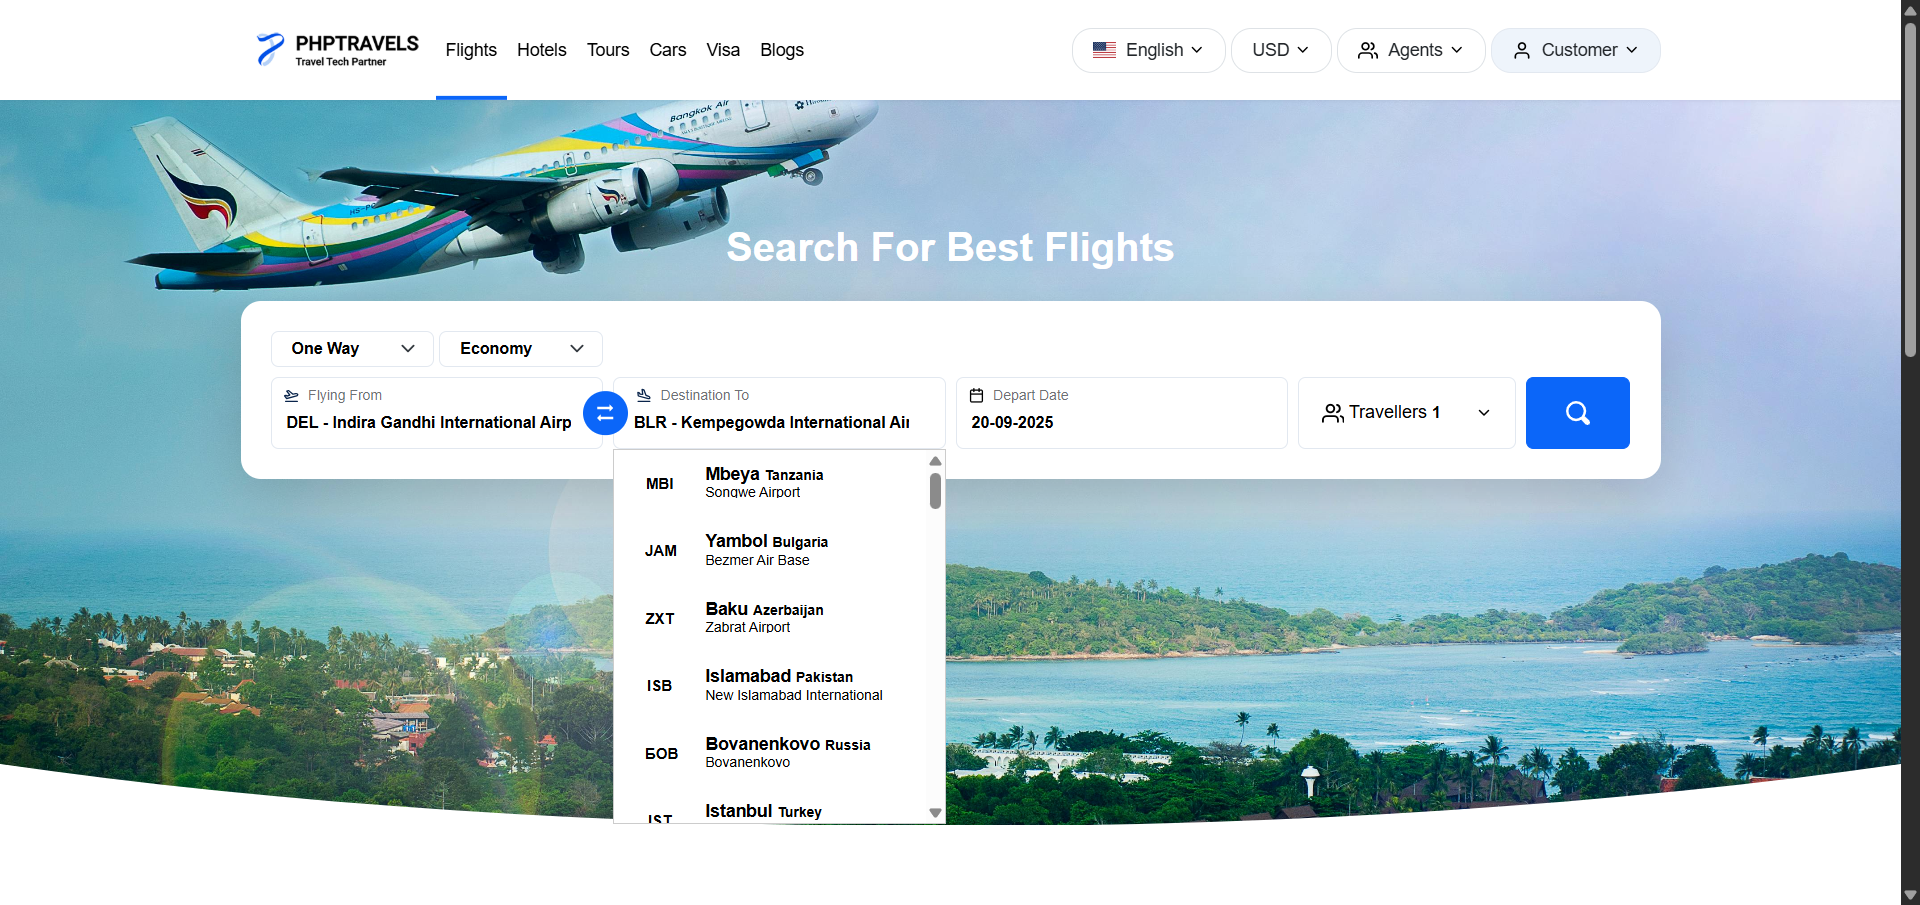 PHPTRAVELS
Travel Tech Partner
Flights
Hotels
Tours
Cars
Visa
Blogs
English
USD
Agents
Customer
Bangkok Air
Search For Best Flights
One Way
Economy
Flying From
DEL - Indira Gandhi International Airp
Destination To
BLR - Kempegowda International Air
Depart Date
20-09-2025
Travellers 1
MBI
Mbeya Tanzania
Songwe Airport
JAM
Yambol Bulgaria
Bezmer Air Base
ZXT
Baku Azerbaijan
Zabrat Airport
ISB
Islamabad Pakistan
New Islamabad International
БОВ
Bovanenkovo Russia
Bovanenkovo
IST
Istanbul Turkey